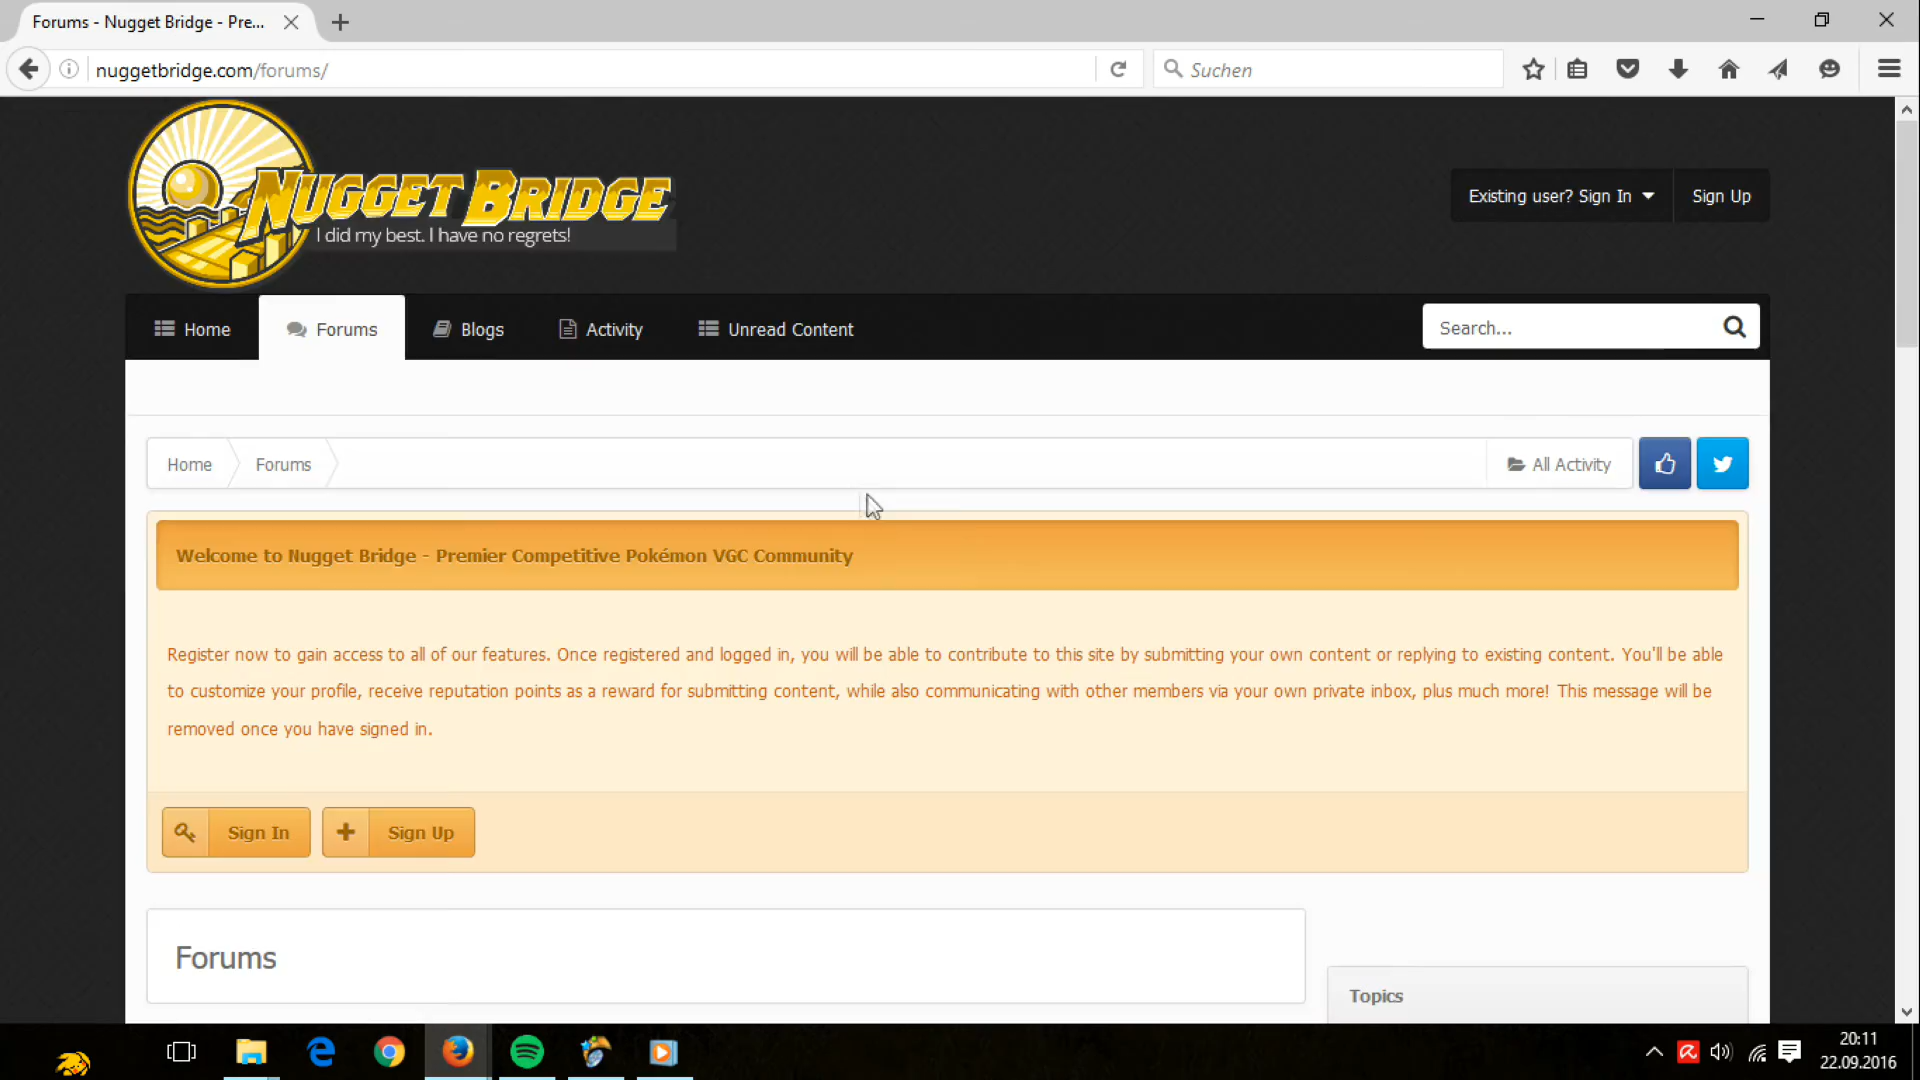 Forums - Nugget Bridge - Pre...
nuggetbridge.com/forums/
Suchen
NUGGET BRIDGE
I did my best. I have no regrets!
Existing user? Sign In
Sign Up
Home
Forums
Blogs
Activity
Unread Content
Search...
Home
Forums
All Activity
Welcome to Nugget Bridge - Premier Competitive Pokémon VGC Community
Register now to gain access to all of our features. Once registered and logged in, you will be able to contribute to this site by submitting your own content or replying to existing content. You'll be able
to customize your profile, receive reputation points as a reward for submitting content, while also communicating with other members via your own private inbox, plus much more! This message will be
removed once you have signed in.
Sign In
Sign Up
Forums
Topics
20:11
22.09.2016